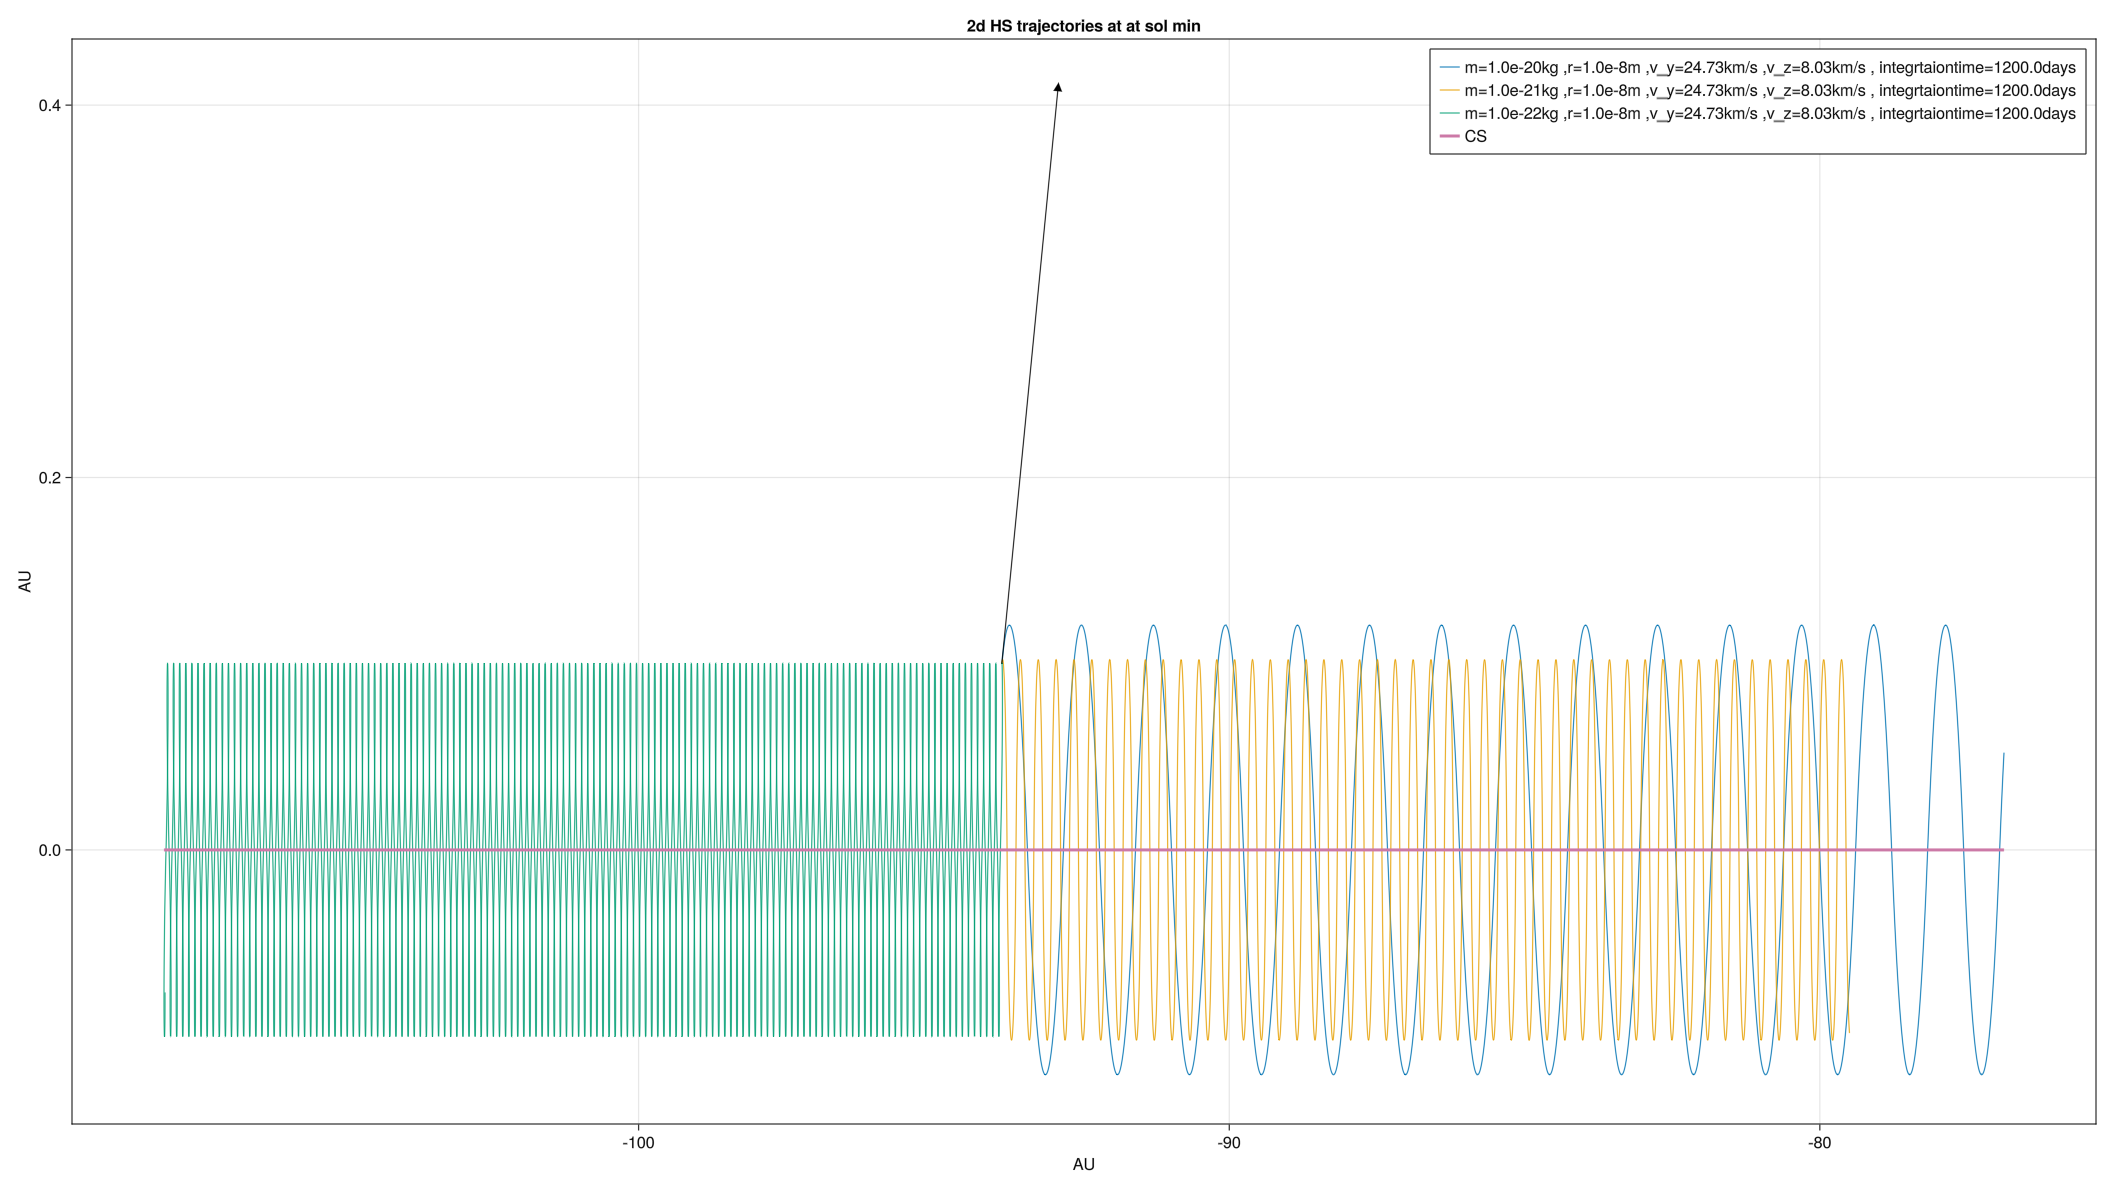 2d HS trajectories at at sol min
m=1.0e-20kg ,r=1.0e-8m ,v_y=24.73km/s ,v_z=8.03km/s , integrtaiontime=1200.0days
m=1.0e-21kg ,r=1.0e-8m ,v_y=24.73km/s ,v_z=8.03km/s , integrtaiontime=1200.0days
m=1.0e-22kg ,r=1.0e-8m ,v_y=24.73km/s ,v_z=8.03km/s , integrtaiontime=1200.0days
CS
0.4
0.2
AU
0.0
-100
-90
-80
AU